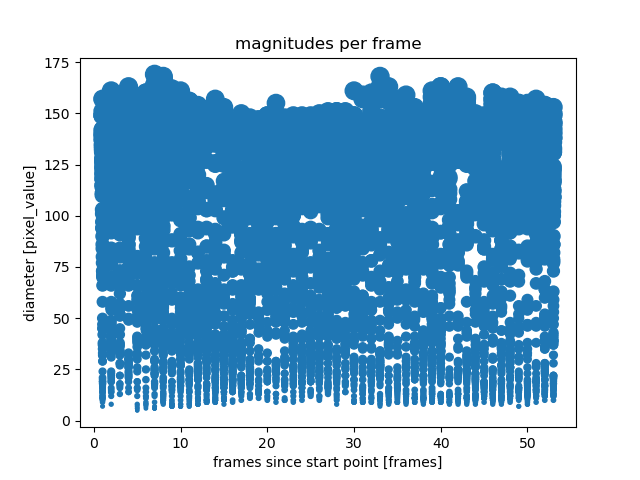 magnitudes per frame
175
150
125
100
75
50
25
0
diameter [pixel_value]
0 10 20 30 40 50
frames since start point [frames]